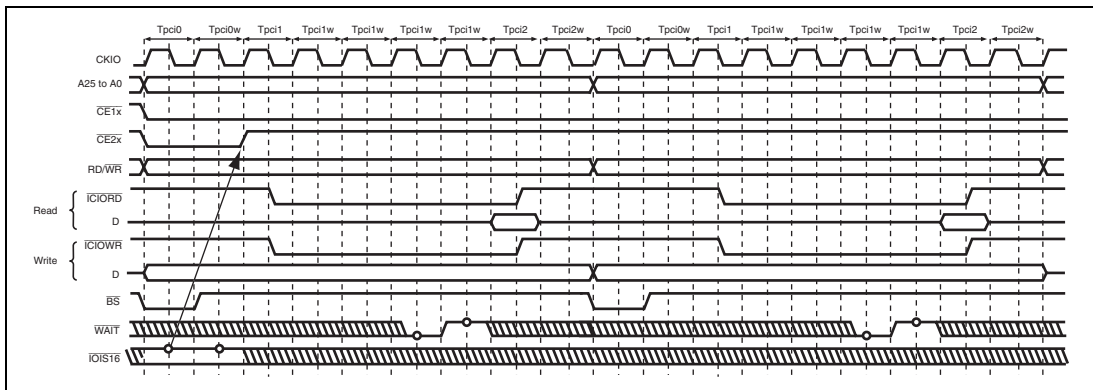 Tpci0 Tpci0w Tpci1 Tpci1w Tpci1w Tpci1w Tpci1w Tpci2 Tpci2w Tpci0 Tpci0w Tpci1 Tpci1w Tpci1w Tpci1w Tpci1w Tpci2 Tpci2w
CKIO
A25 to A0
CE1x
CE2x
RD/WR
ICIORD
Read
D
ICIOWR
Write
D
BS
WAIT
IOIS16